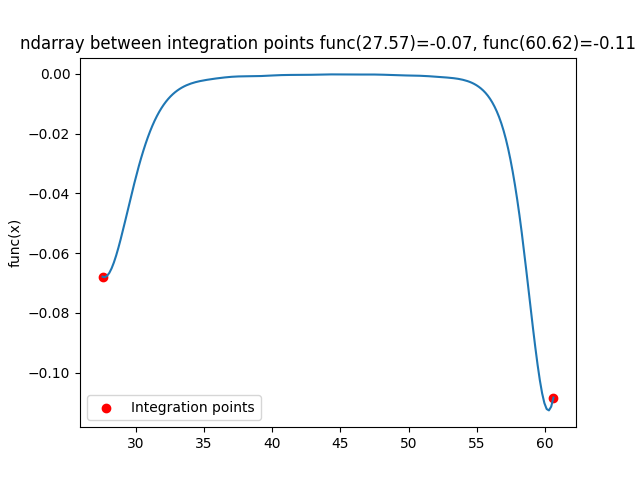 ndarray between integration points func(27.57)=-0.07, func(60.62)=-0.11
0.00
−0.02
−0.04
−0.06
−0.08
−0.10
func(x)
Integration points
30 35 40 45 50 55 60